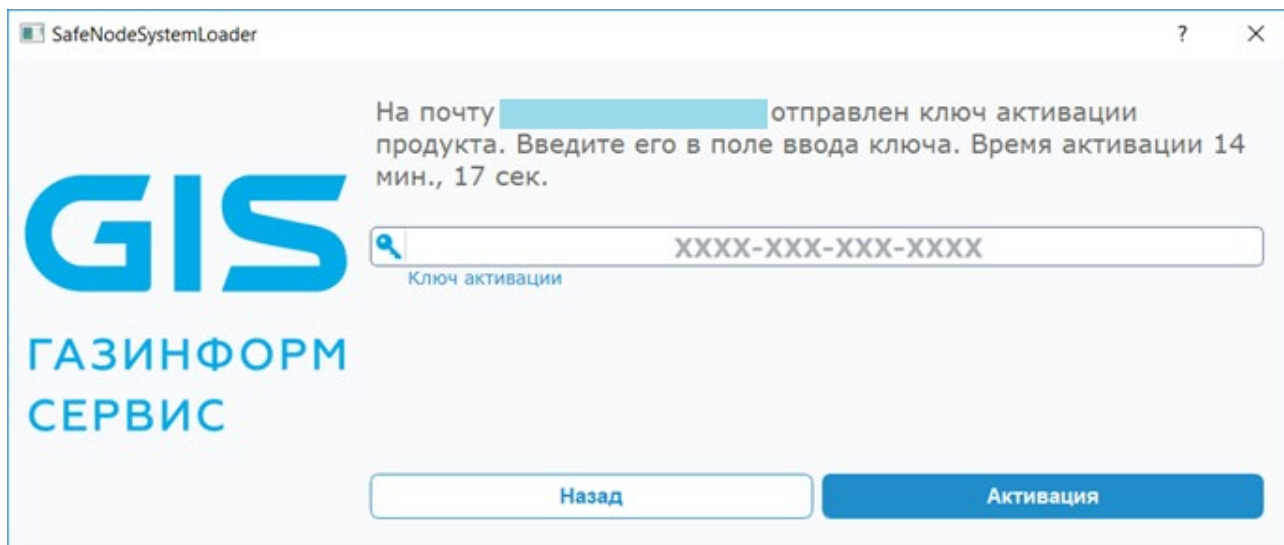 SafeNodeSystemLoader
?
На почту отправлен ключ активации
продукта. Введите его в поле ввода ключа. Время активации 14
мин., 17 сек.
GIS
ГАЗИНФОРМ
СЕРВИС
XXXX-XXX-XXX-XXXX
Ключ активации
Назад
Активация